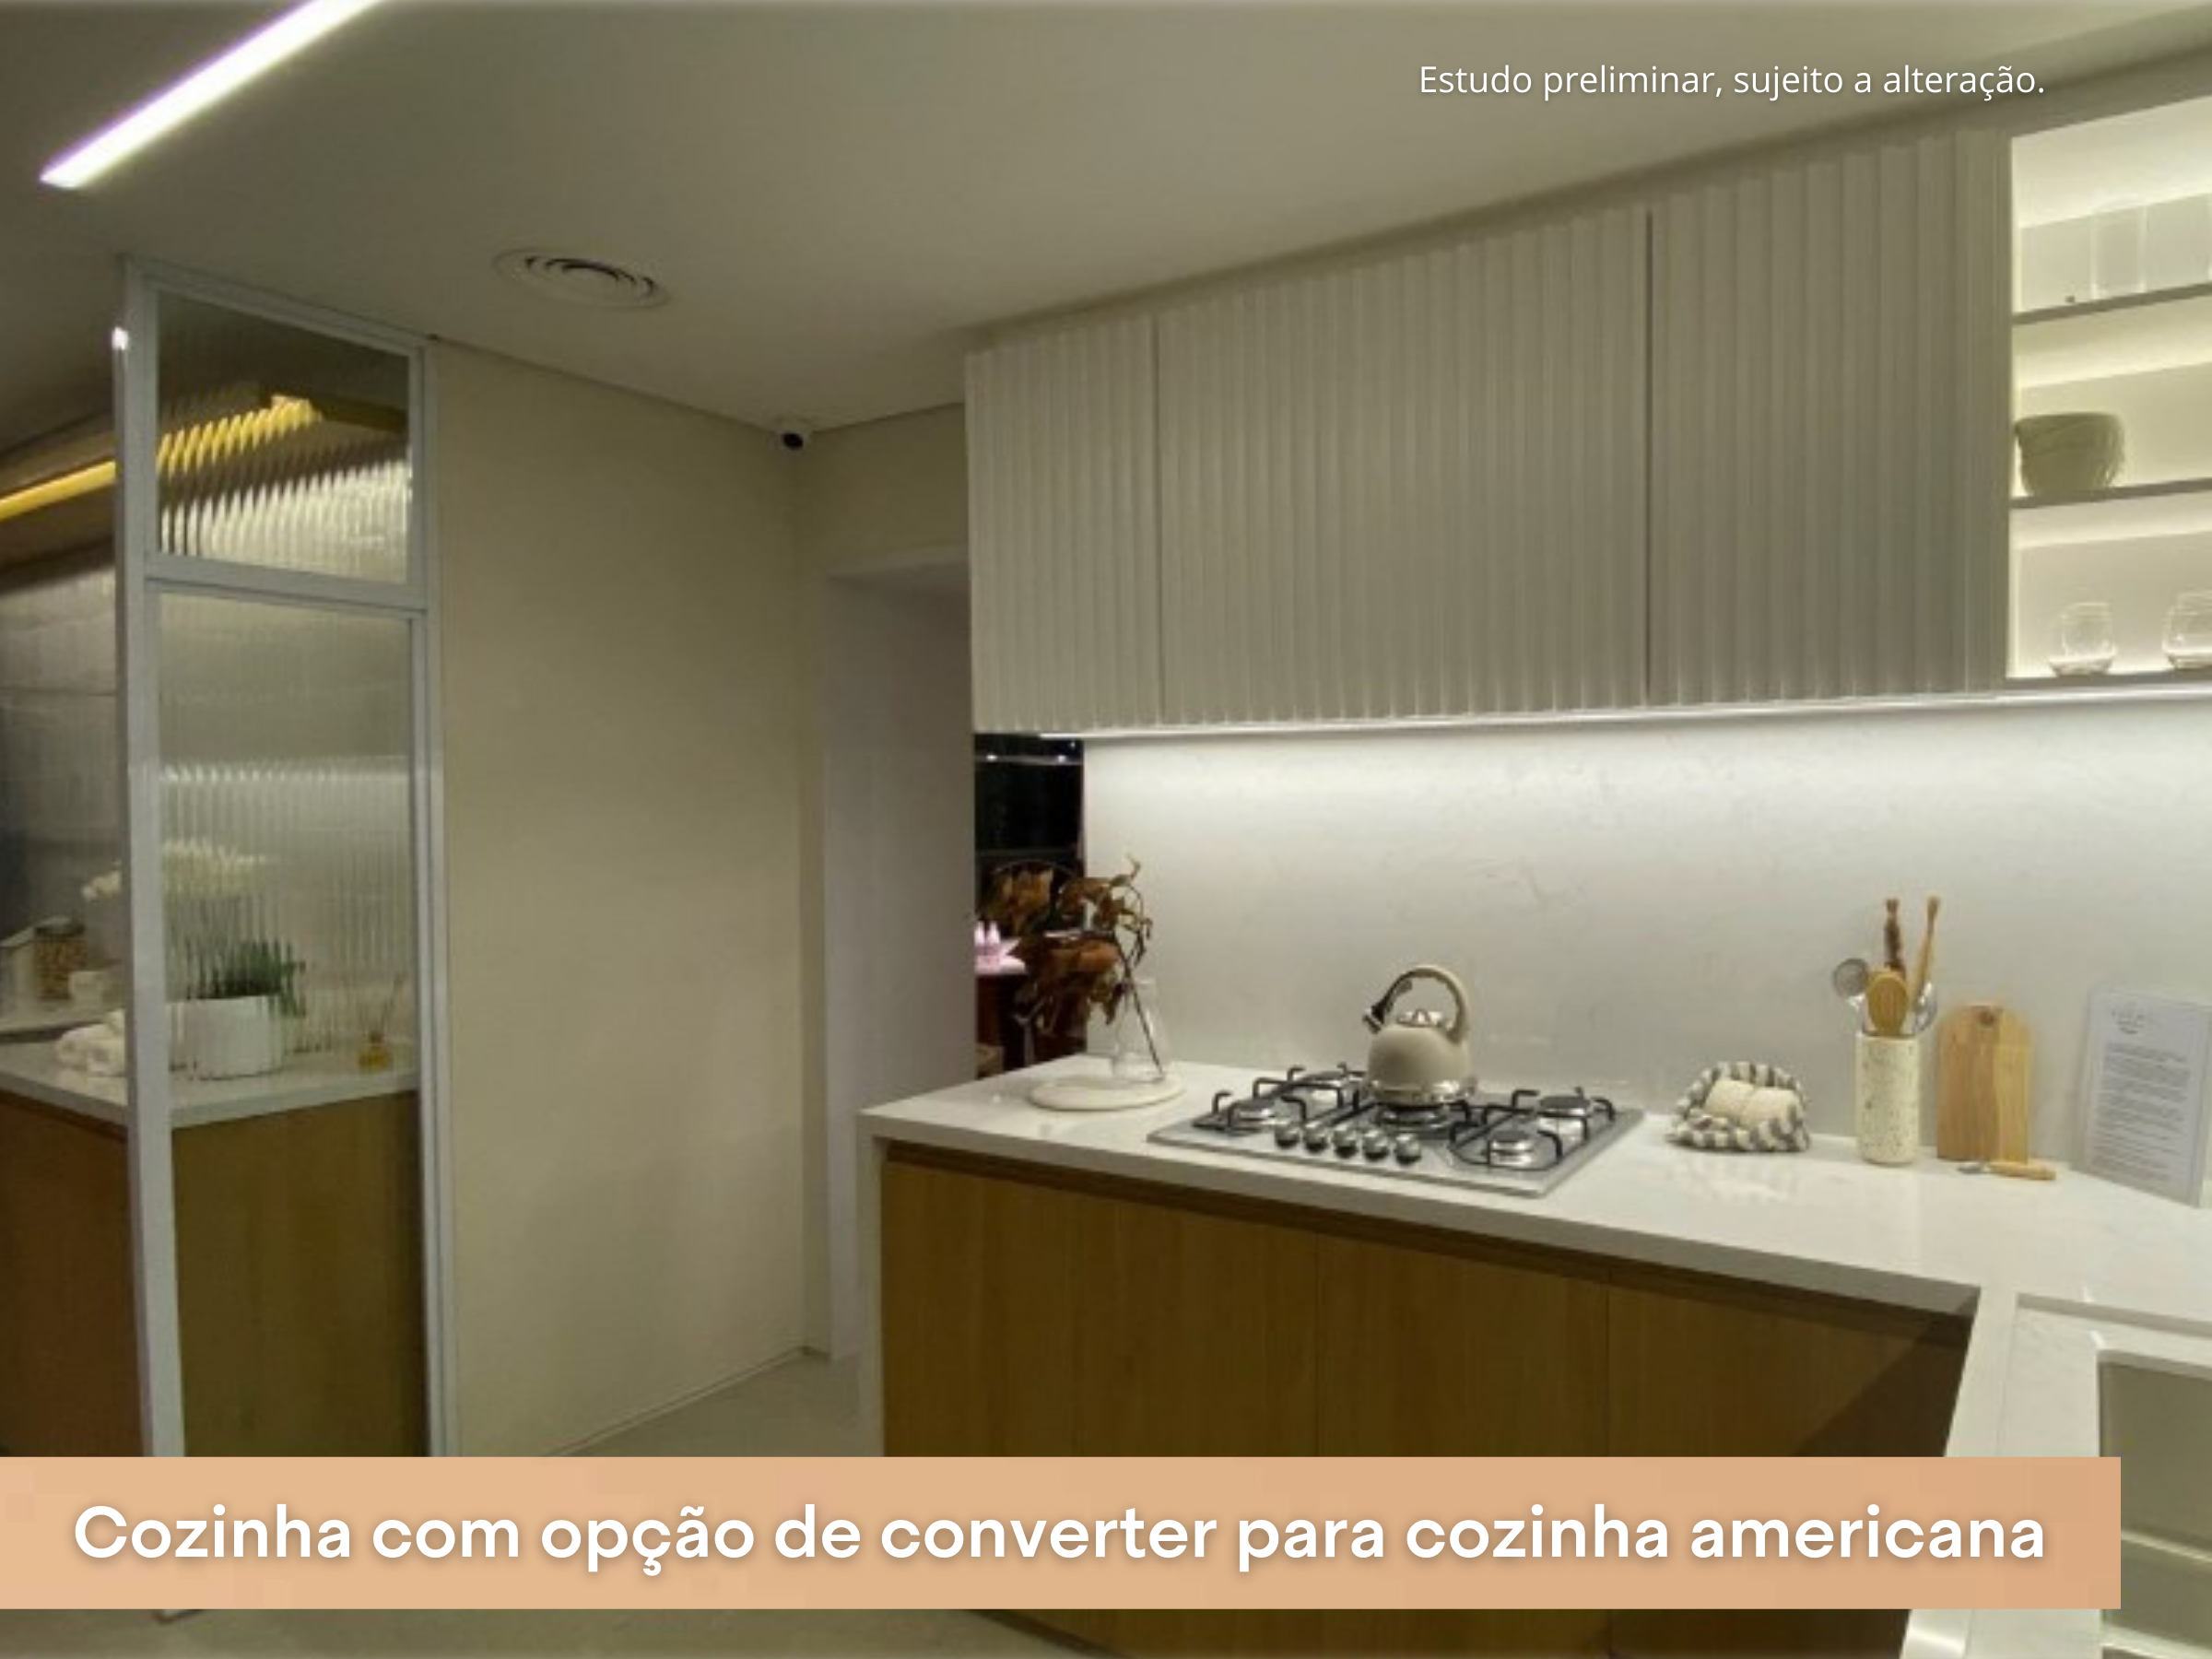 Estudo preliminar, sujeito a alteração.
Cozinha com opção de converter para cozinha americana